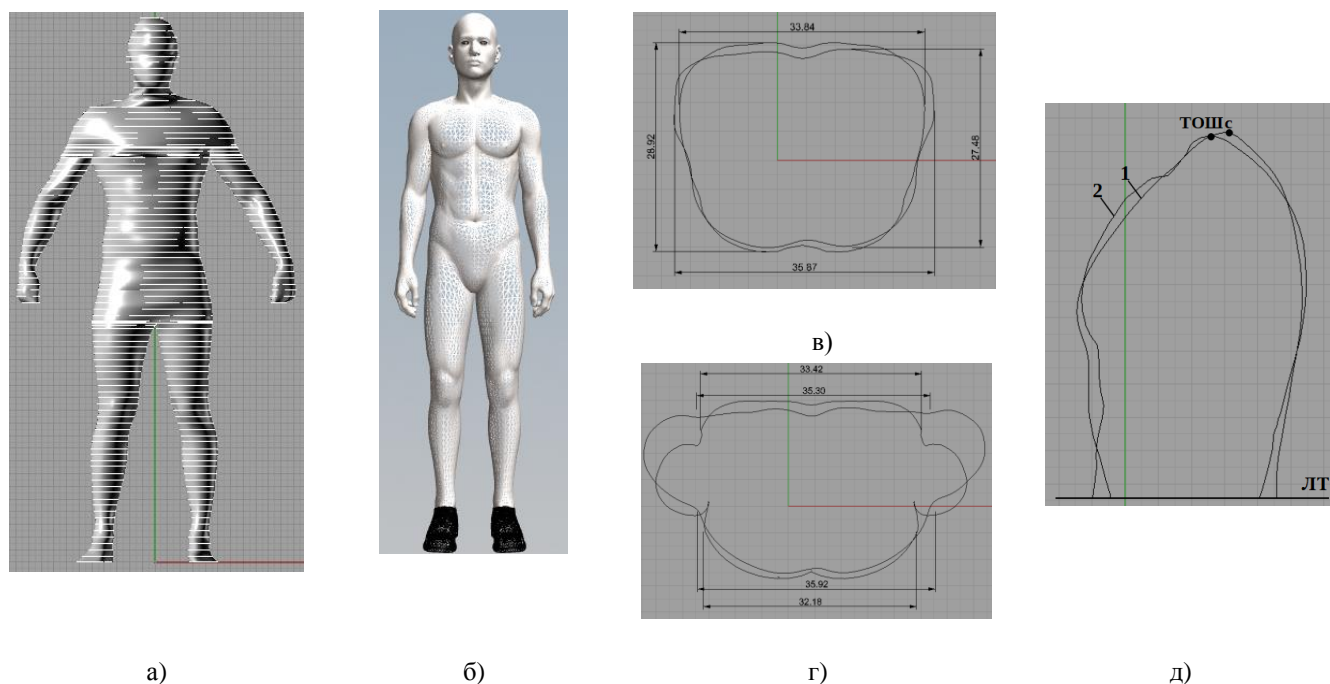 33.84
28.92
27.48
35.87
в)
33.42
35.30
35.92
32.18
ТОШс
1
2
ЛТ
а)
б)
г)
д)